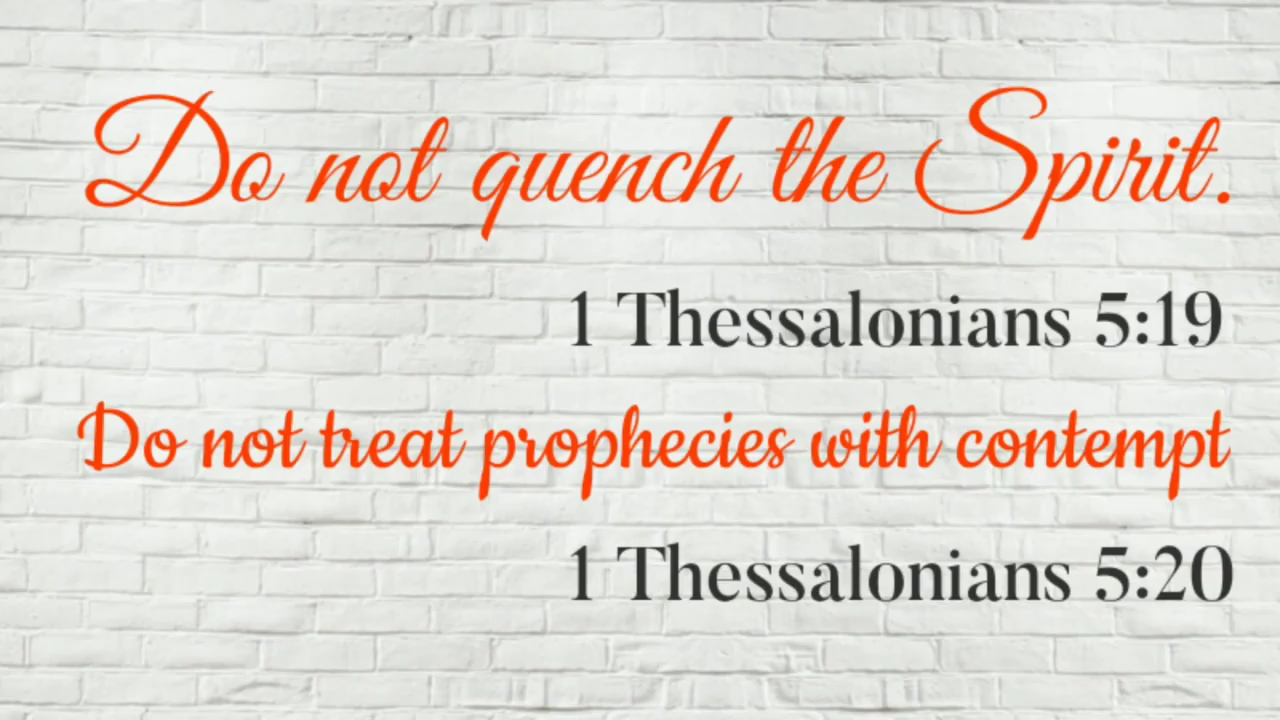 Do not quench the Spirit.
1 Thessalonians 5:19
Do not treat prophecies with contempt
1 Thessalonians 5:20